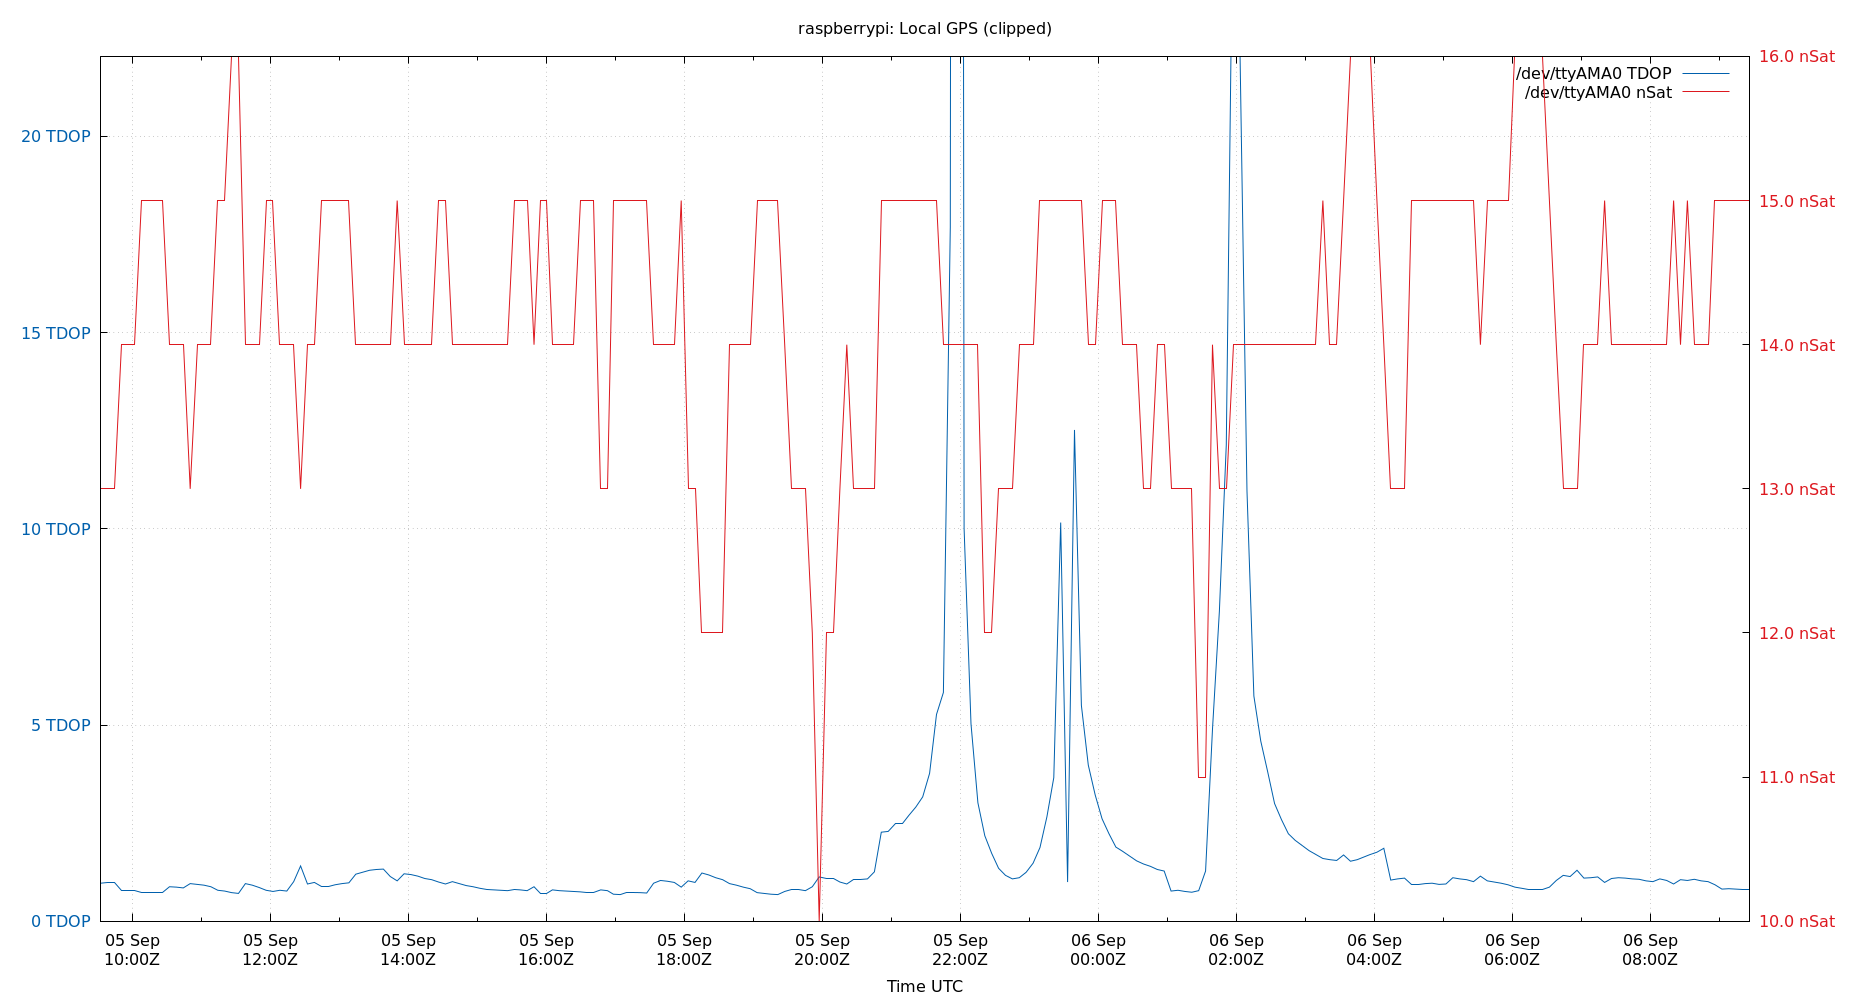 raspberrypi: Local GPS (clipped)
16.0 nSat
/dev/ttyAMA0 TDOP
/dev/ttyAMA0 nSat
20 TDOP
15.0 nSat
15 TDOP
14.0 nSat
13.0 nSat
10 TDOP
12.0 nSat
5 TDOP
11.0 nSat
0 TDOP
10.0 nSat
05 Sep 05 Sep 05 Sep 05 Sep 05 Sep 05 Sep 05 Sep 06 Sep 06 Sep 06 Sep 06 Sep 06 Sep
10:00Z 12:00Z 14:00Z 16:00Z 18:00Z 20:00Z 22:00Z 00:00Z 02:00Z 04:00Z 06:00Z 08:00Z
Time UTC